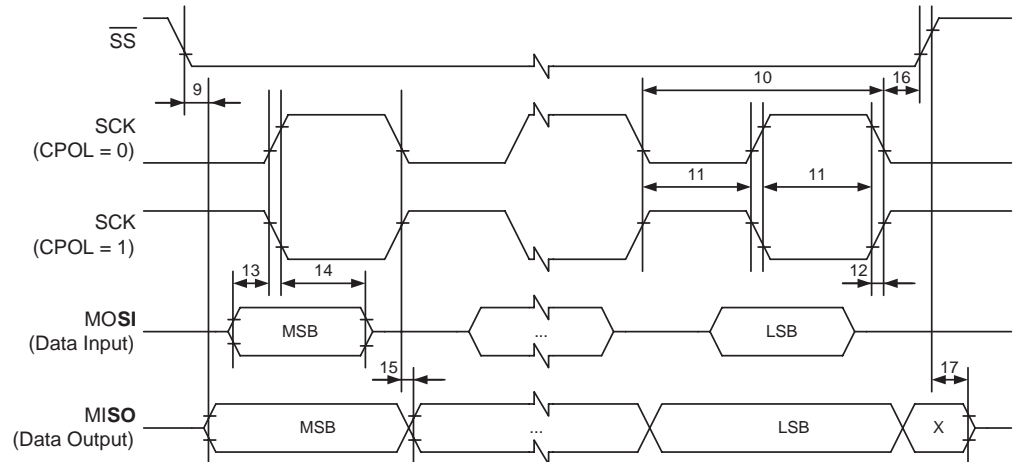 SS
9
10
16
SCK
(CPOL = 0)
11
11
SCK
(CPOL = 1)
13
14
12
MOSI
(Data Input)
MSB
...
LSB
15
17
MISO
(Data Output)
MSB
...
LSB
X